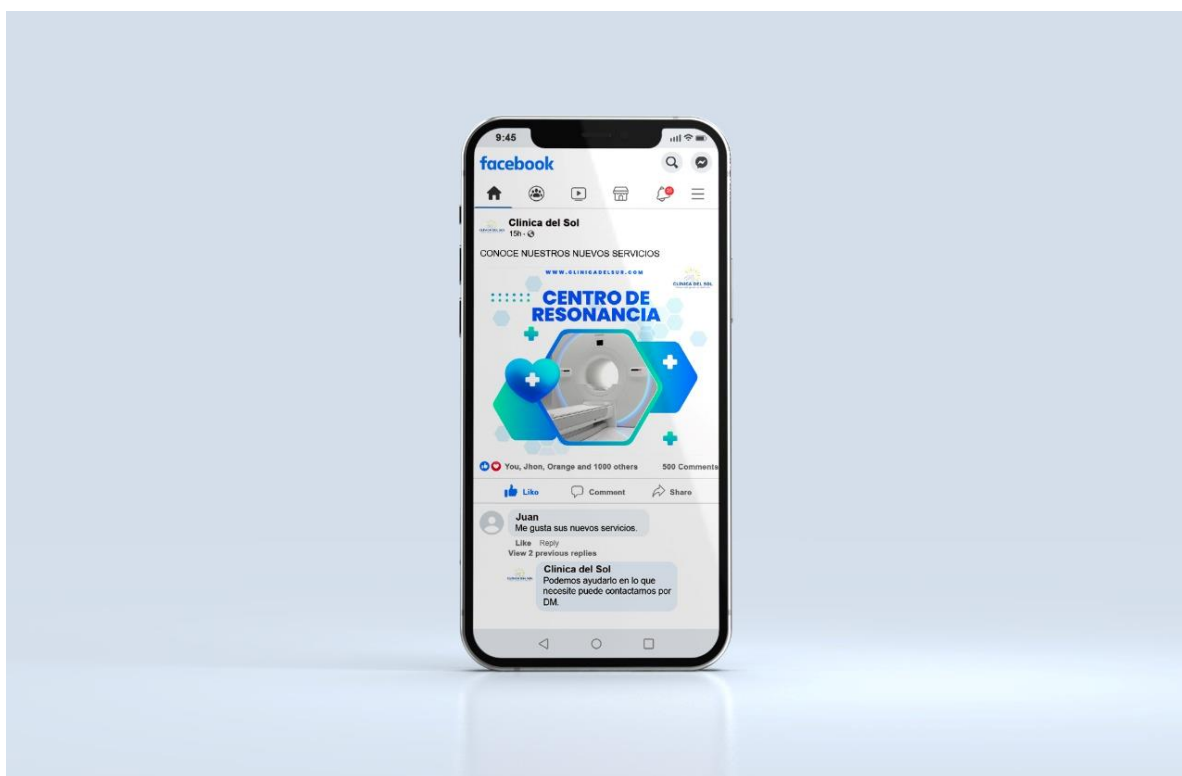 9:45
facebook
Clinica del Sol
15h
CONOCE NUESTROS NUEVOS SERVICIOS
WWW.CLINICADELSUR.COM
CLINICA DEL SOL
CENTRO DE
RESONANCIA
You, Jhon, Orange and 1000 others 500 Comments
Like Comment Share
Juan
Me gusta sus nuevos servicios.
Like Reply
View 2 previous replies
Clinica del Sol
Podemos ayudarlo en lo que
necesite puede contactarnos por
DM.